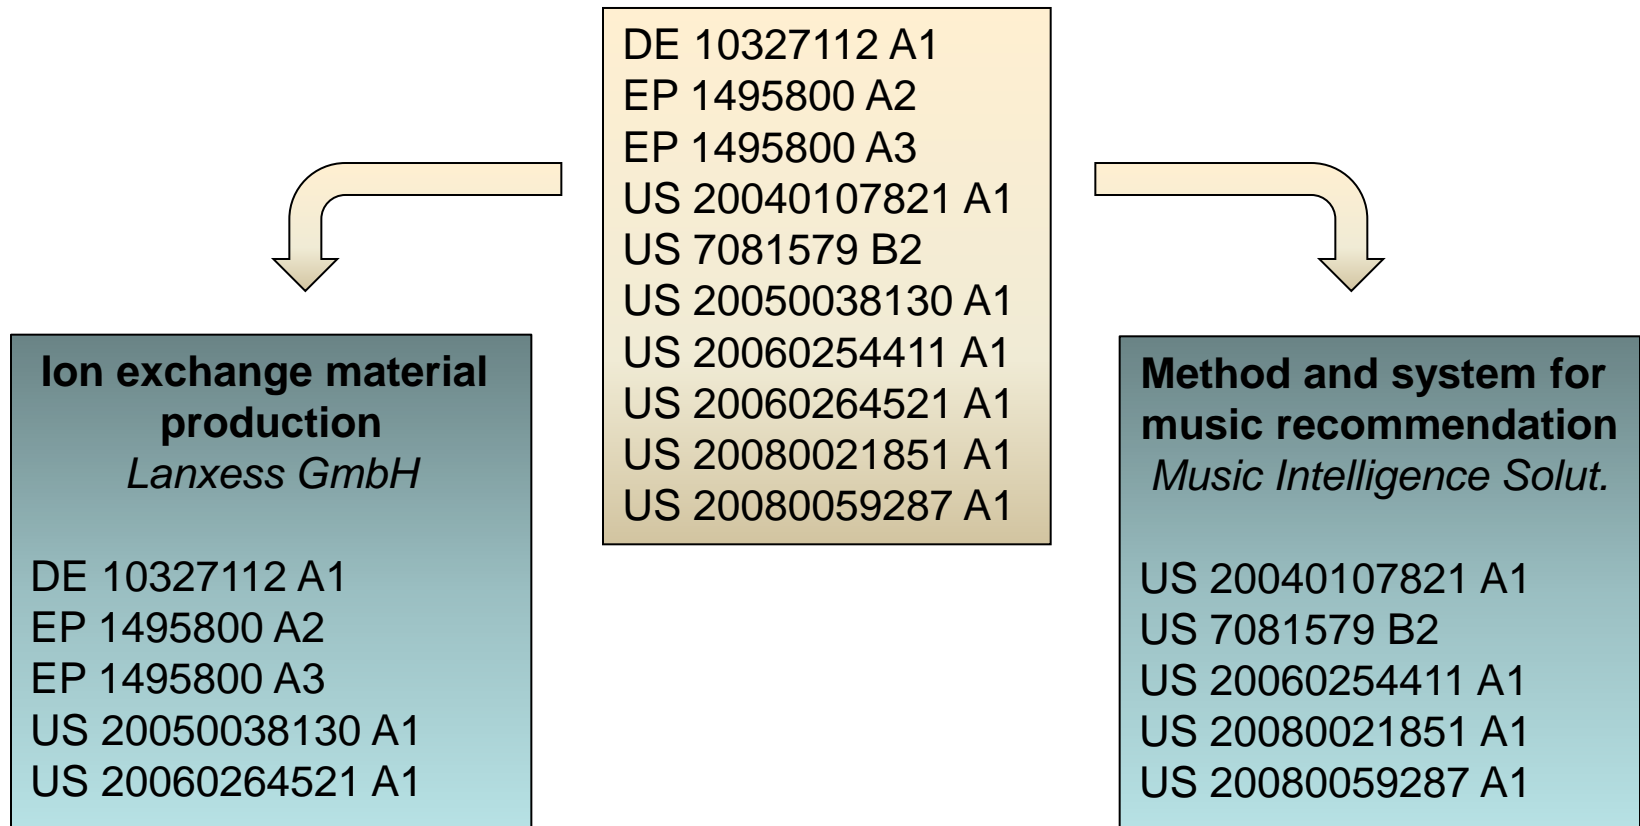 DE 10327112 A1
EP 1495800 A2
EP 1495800 A3
US 20040107821 A1
US 7081579 B2
US 20050038130 A1
US 20060254411 A1
US 20060264521 A1
US 20080021851 A1
US 20080059287 A1
Ion exchange material
production
Lanxess GmbH
DE 10327112 A1
EP 1495800 A2
EP 1495800 A3
US 20050038130 A1
US 20060264521 A1
Method and system for
music recommendation
Music Intelligence Solut.
US 20040107821 A1
US 7081579 B2
US 20060254411 A1
US 20080021851 A1
US 20080059287 A1